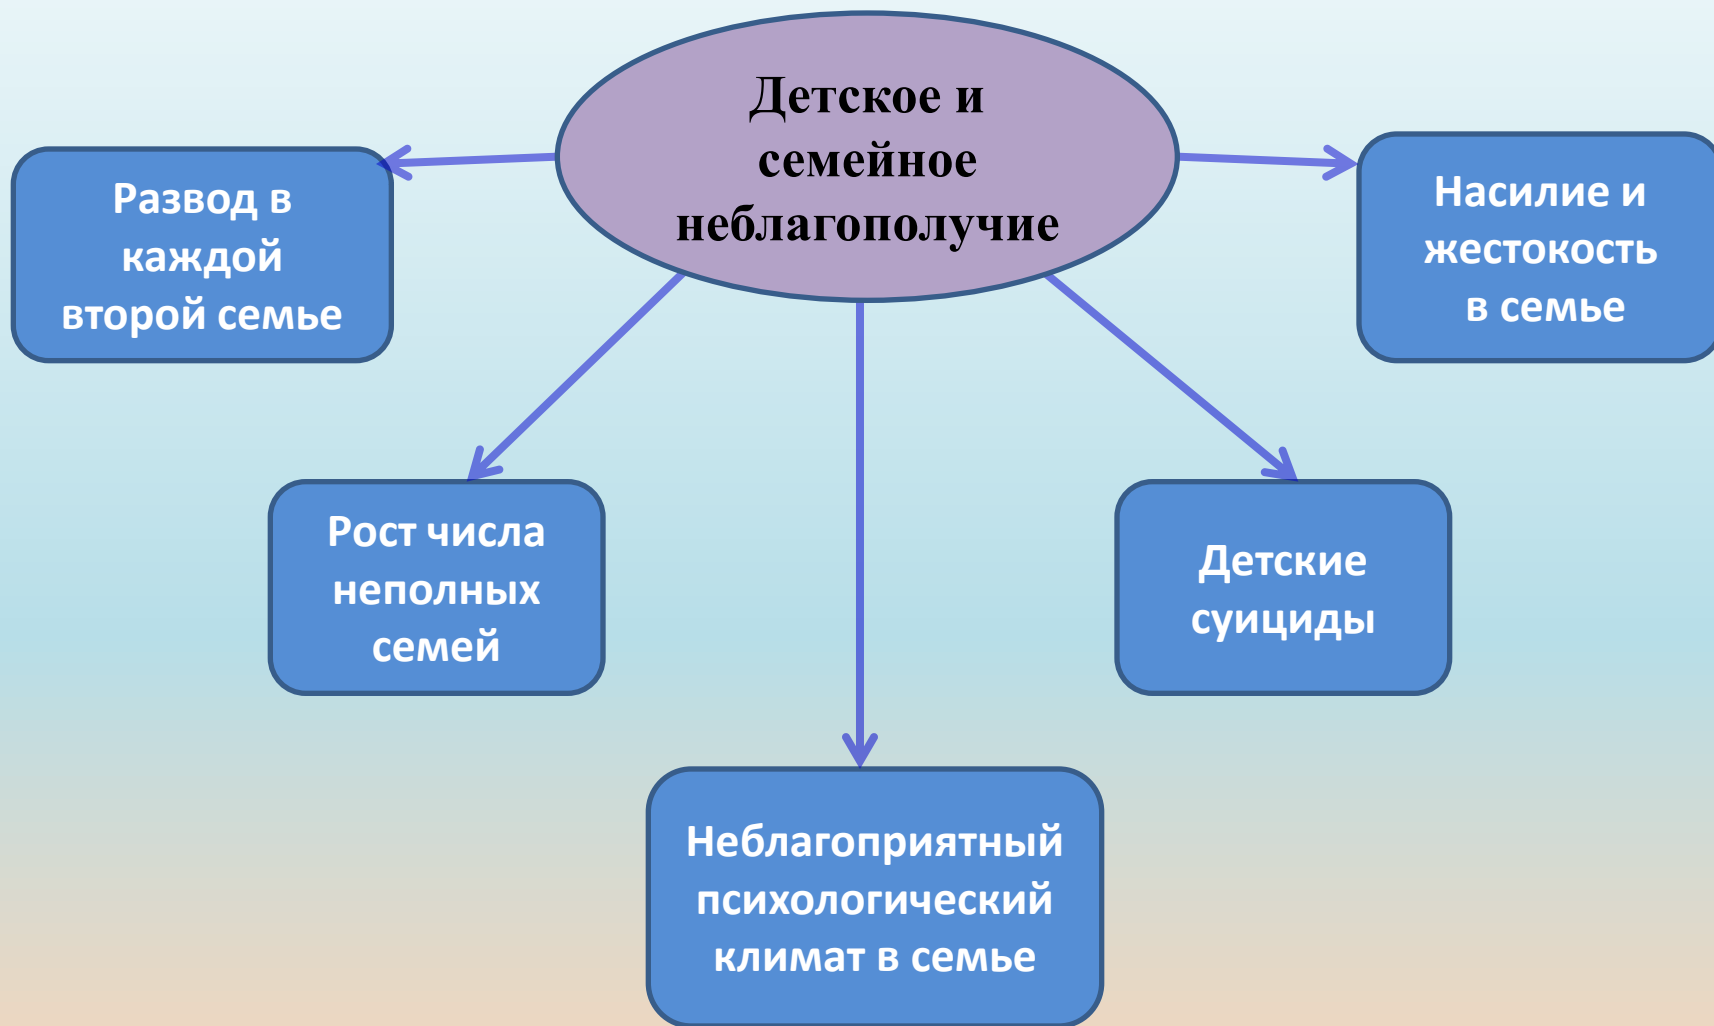 Детское и
семейное
неблагополучие
Развод в
каждой
второй семье
Насилие и
жестокость
в семье
Рост числа
неполных
семей
Детские
суициды
Неблагоприятный
психологический
климат в семье